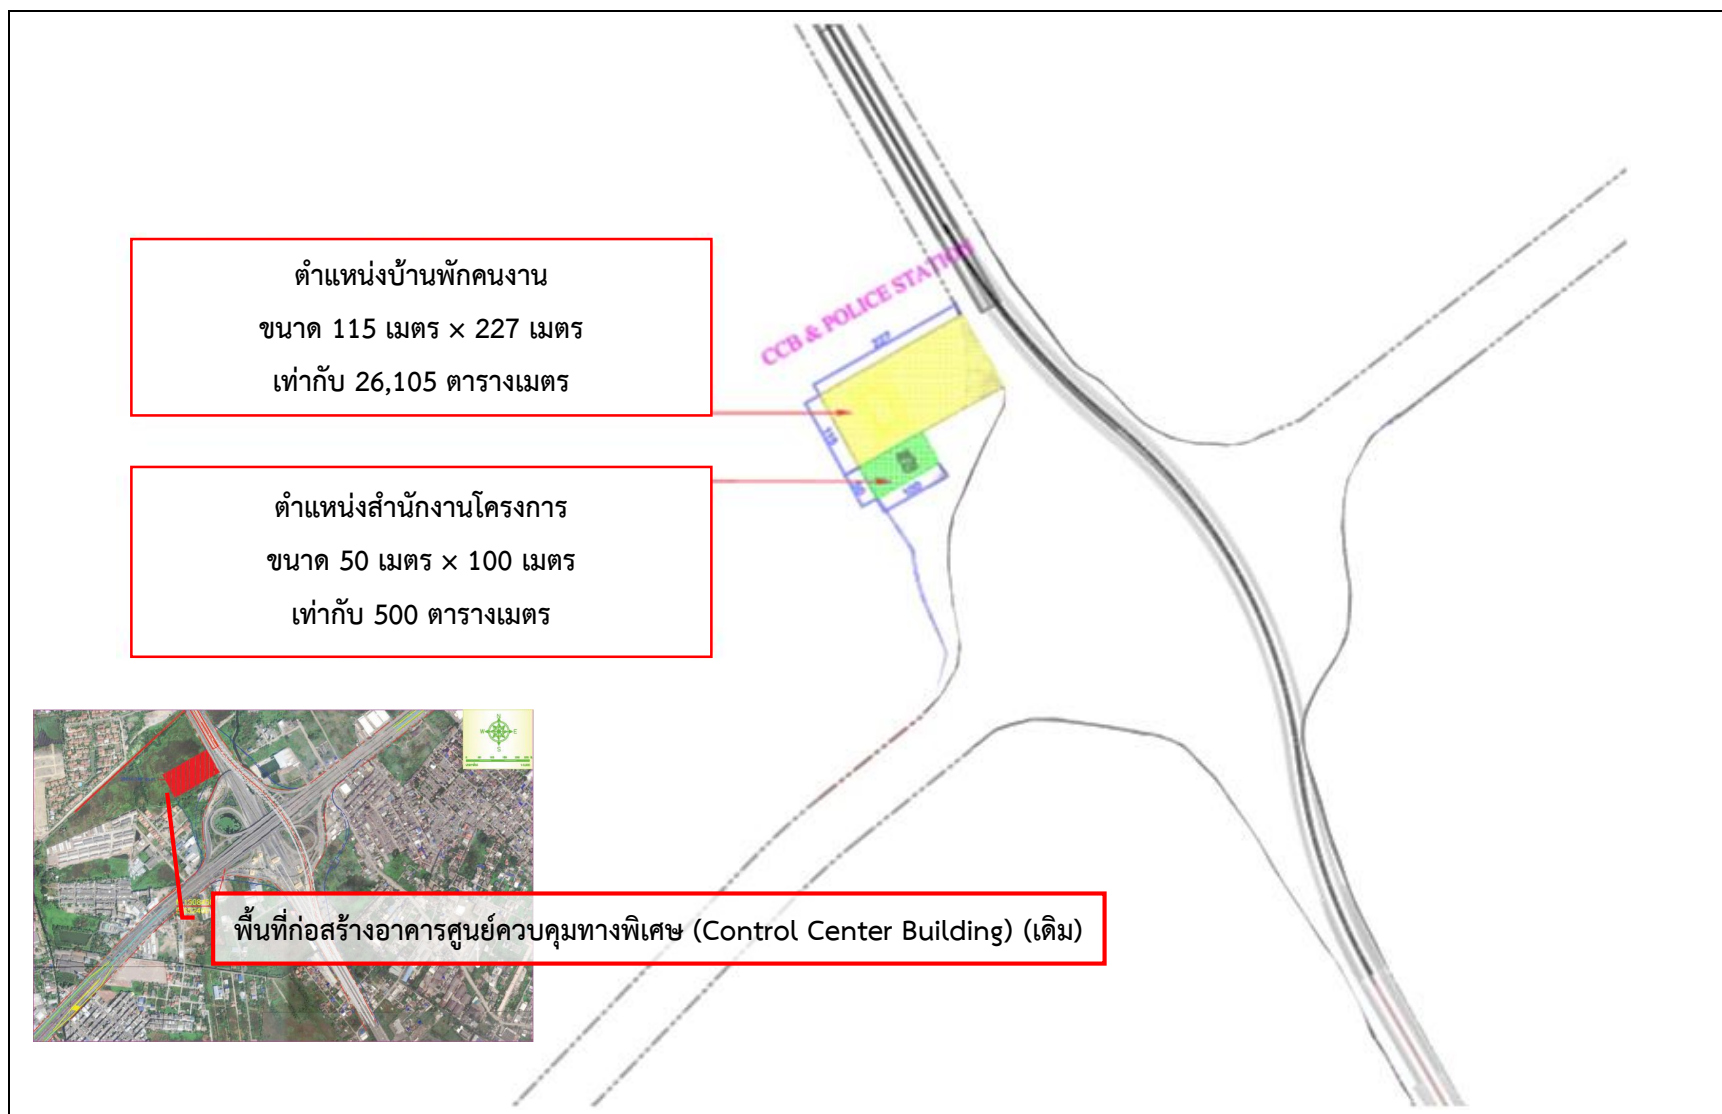 CCB & POLICE STATION
ตำแหน่งบ้านพักคนงาน
ขนาด 115 เมตร × 227 เมตร
เท่ากับ 26,105 ตารางเมตร
227
115
ตำแหน่งสำนักงานโครงการ
ขนาด 50 เมตร × 100 เมตร
เท่ากับ 500 ตารางเมตร
50
100
N
W E
S
พื้นที่ก่อสร้างอาคารศูนย์ควบคุมทางพิเศษ (Control Center Building) (เดิม)